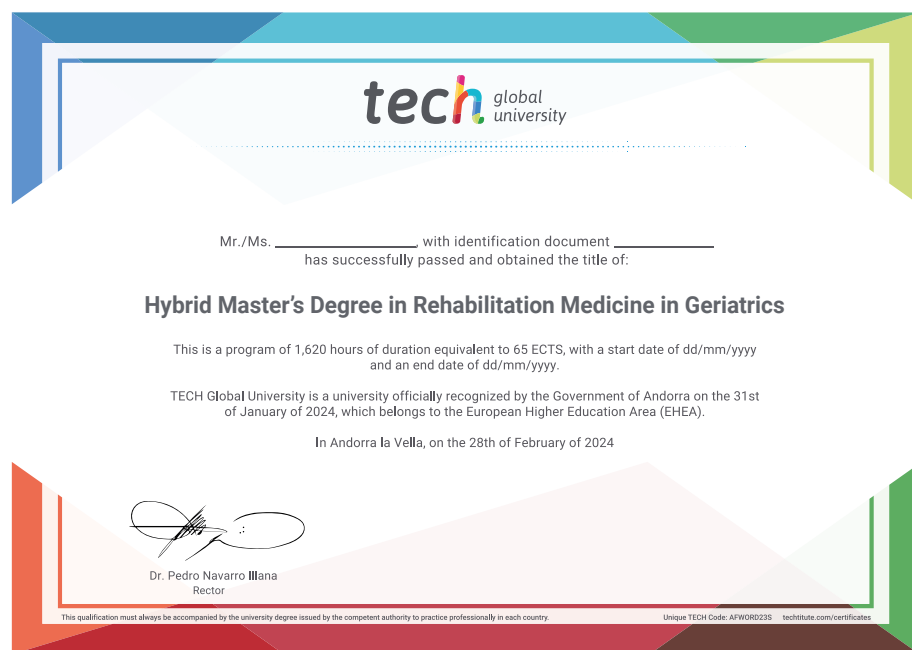 tech global university
Mr./Ms. ________________, with identification document ____________
has successfully passed and obtained the title of:
Hybrid Master's Degree in Rehabilitation Medicine in Geriatrics
This is a program of 1,620 hours of duration equivalent to 65 ECTS, with a start date of dd/mm/yyyy
and an end date of dd/mm/yyyy.
TECH Global University is a university officially recognized by the Government of Andorra on the 31st
of January of 2024, which belongs to the European Higher Education Area (EHEA).
In Andorra la Vella, on the 28th of February of 2024
Dr. Pedro Navarro Illana
Rector
This qualification must always be accompanied by the university degree issued by the competent authority to practice professionally in each country.
Unique TECH Code: AFWORD23S techtitute.com/certificates